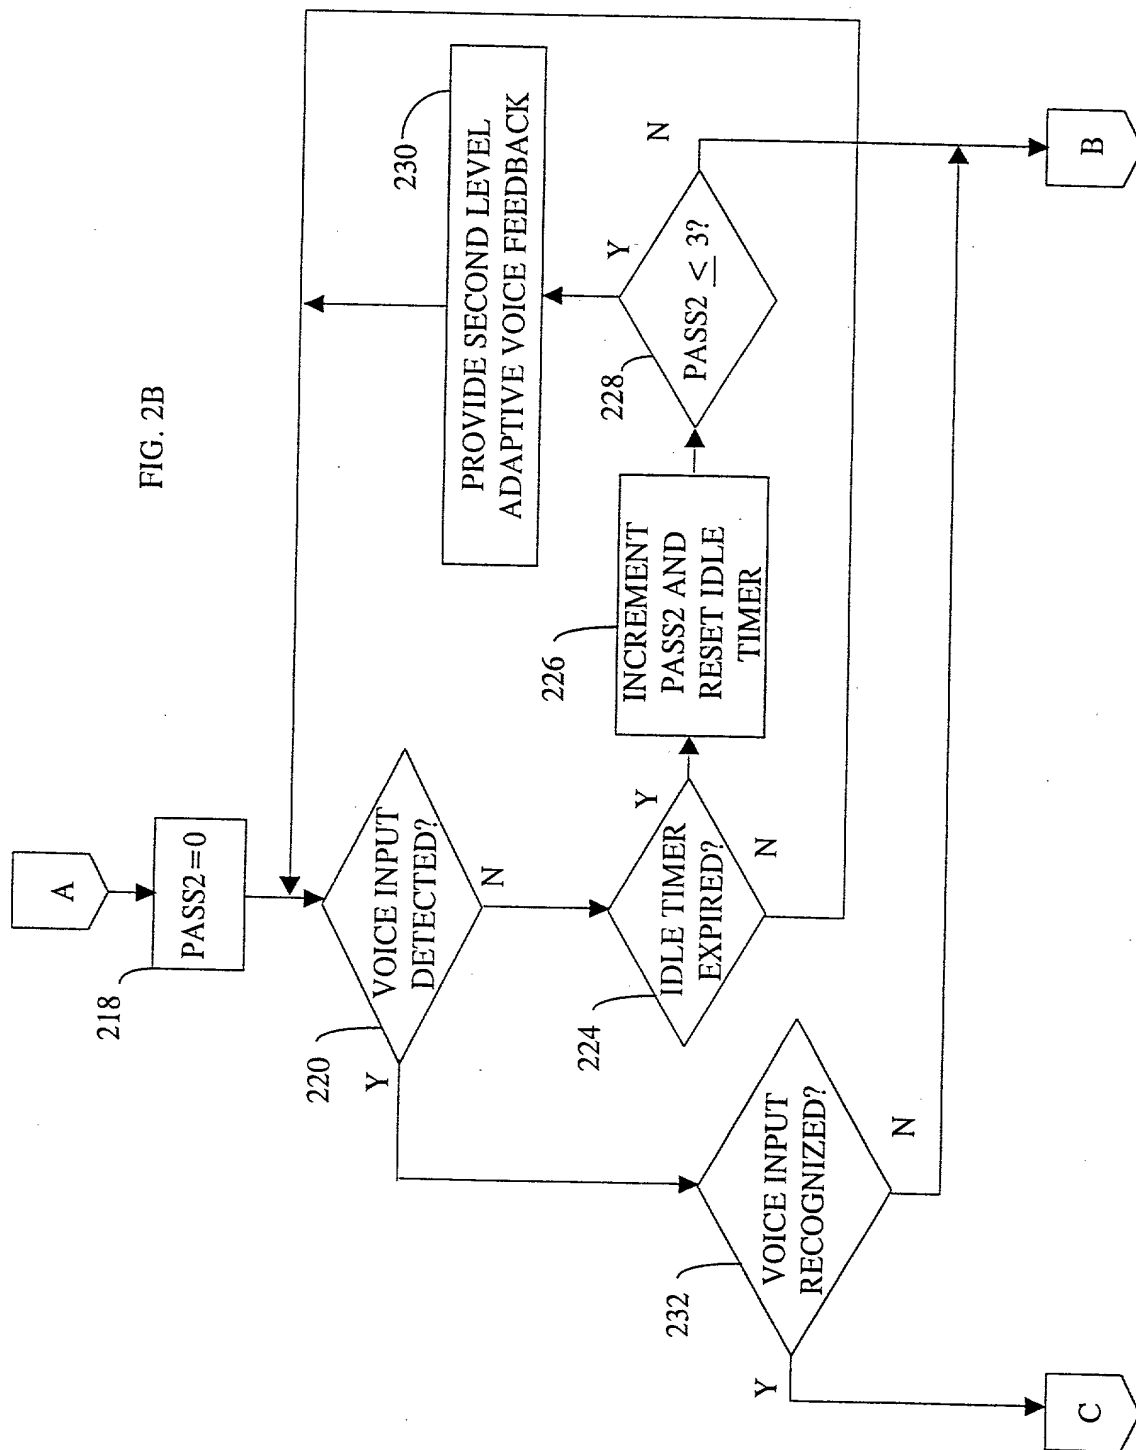 FIG. 2B
A
218
PASS2=0
220
VOICE INPUT
DETECTED?
Y
N
224
IDLE TIMER
EXPIRED?
Y
N
226
INCREMENT
PASS2 AND
RESET IDLE
TIMER
228
PASS2 ≤ 3?
Y
N
230
PROVIDE SECOND LEVEL
ADAPTIVE VOICE FEEDBACK
232
VOICE INPUT
RECOGNIZED?
Y
N
C
B